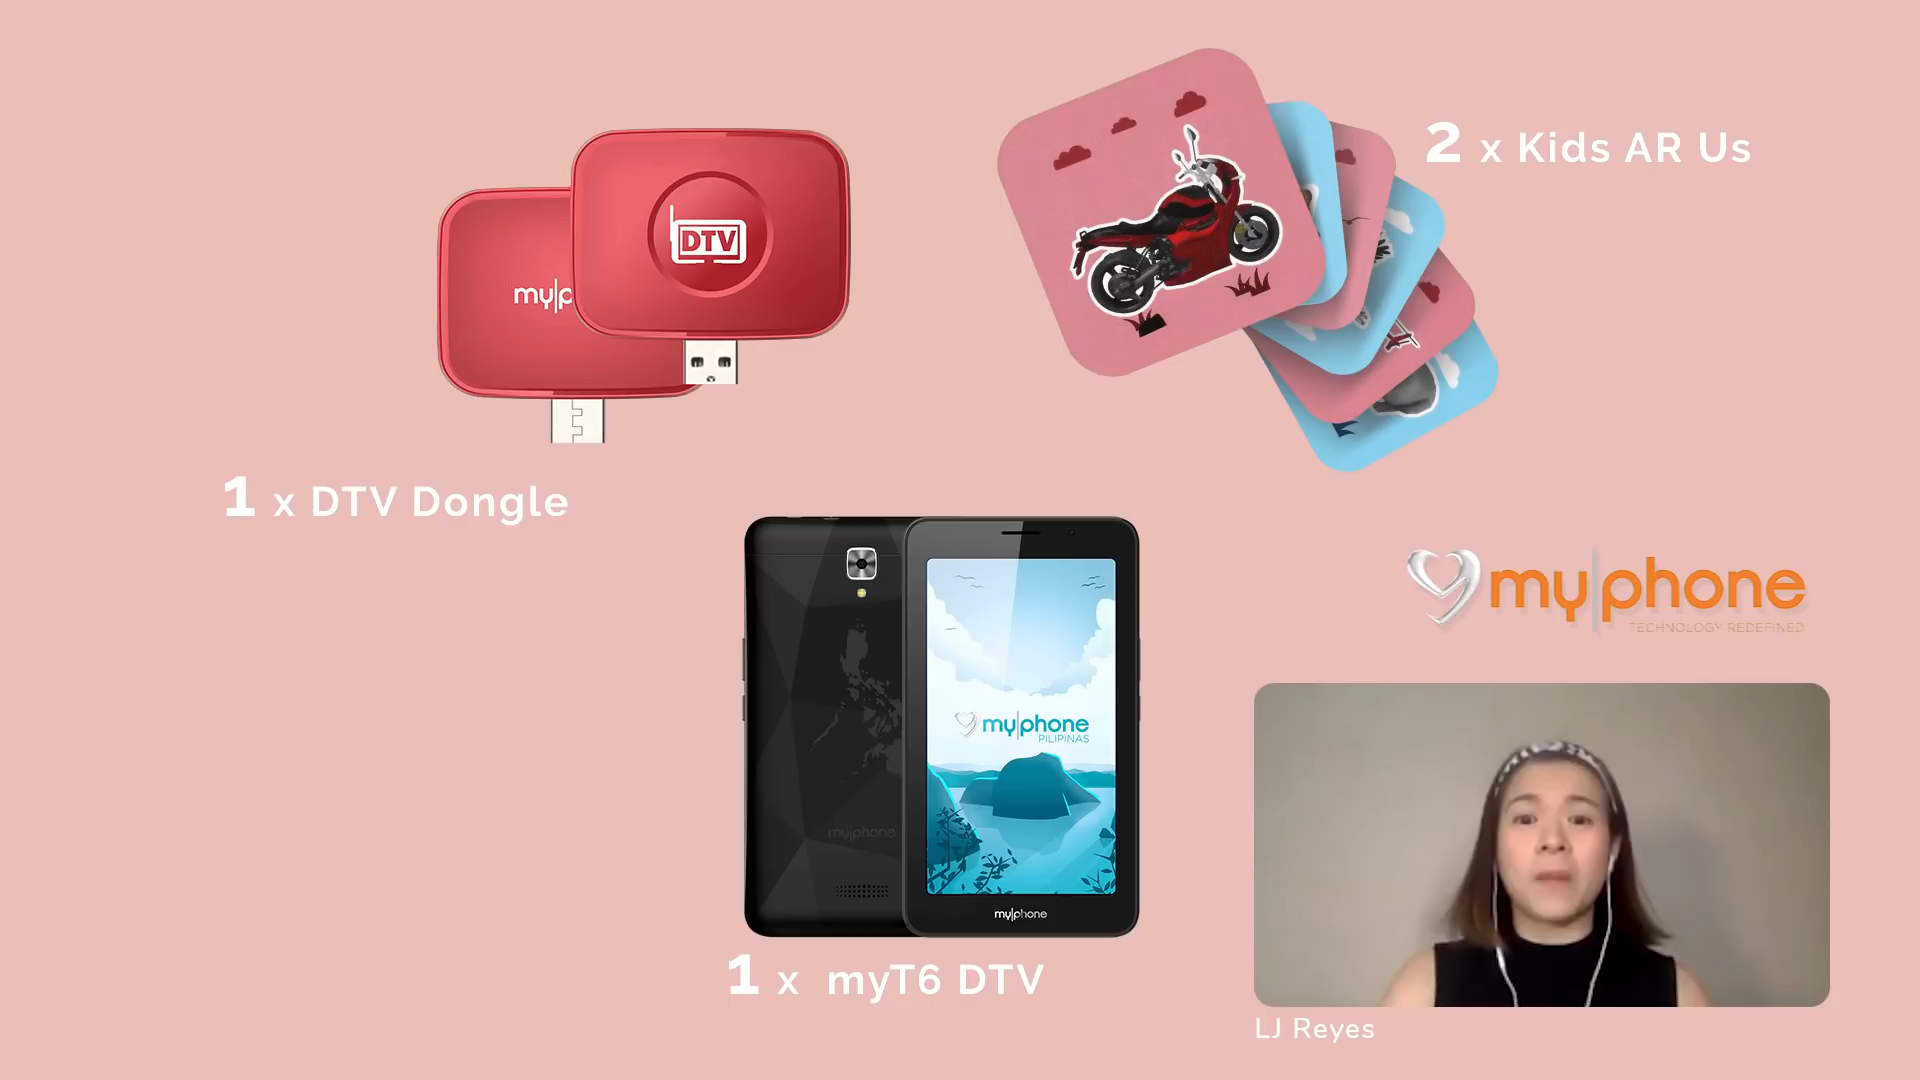 2 x Kids AR Us
DTV
my|p
1 x DTV Dongle
my|phone
TECHNOLOGY REDEFINED
my|phone
PILIPINAS
my|phone
my|phone
1 x myT6 DTV
LJ Reyes